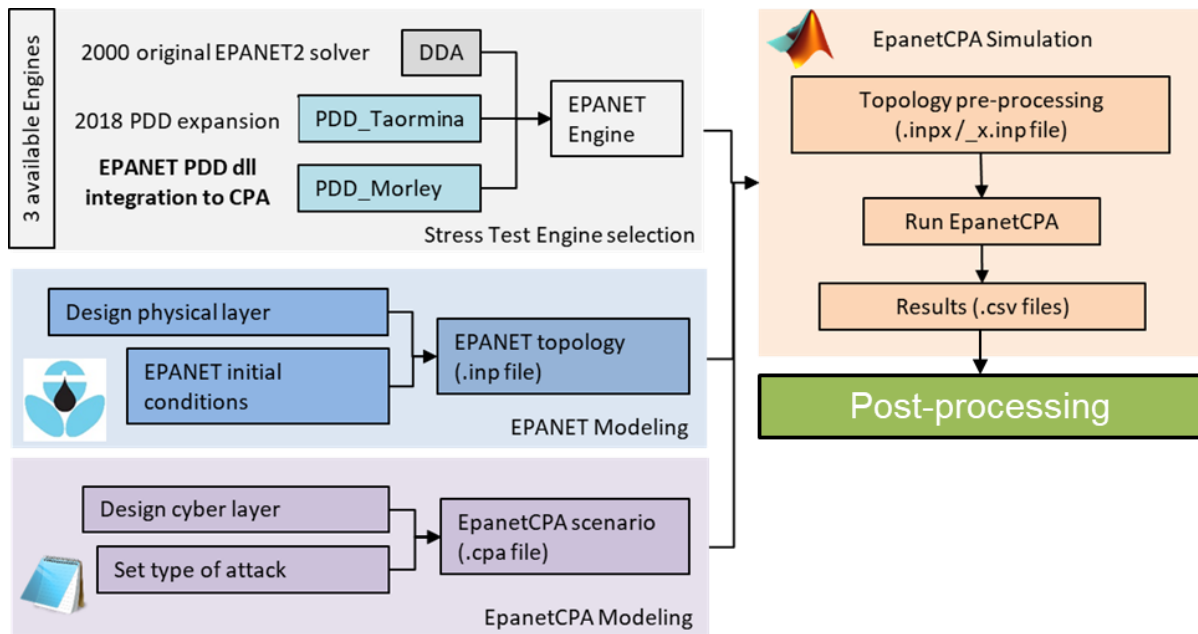 3 available Engines
2000 original EPANET2 solver
DDA
2018 PDD expansion
PDD_Taormina
EPANET PDD dll
integration to CPA
PDD_Morley
EPANET
Engine
Stress Test Engine selection
Design physical layer
EPANET initial
conditions
EPANET topology
(.inp file)
EPANET Modeling
Design cyber layer
Set type of attack
EpanetCPA scenario
(.cpa file)
EpanetCPA Modeling
EpanetCPA Simulation
Topology pre-processing
(.inpx /_x.inp file)
Run EpanetCPA
Results (.csv files)
Post-processing